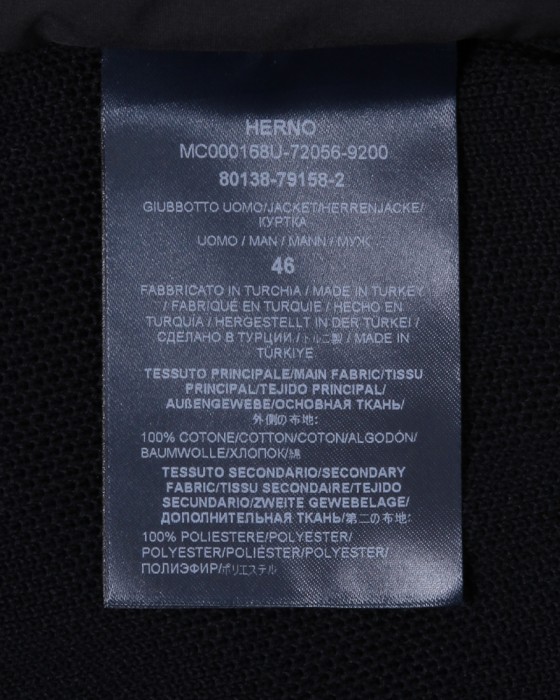 HERNO
MC000168U-72056-9200
80138-79158-2
GIUBBOTTO UOMO/JACKET/HERRENJACKE/
КУРТКА
UOMO / MAN / MANN / МУЖ
46
FABBRICATO IN TURCHIA / MADE IN TURKEY
/ FABRIQUÉ EN TURQUIE / HECHO EN
TURQUÍA / HERGESTELLT IN DER TÜRKEI /
СДЕЛАНО В ТУРЦИИ / トルコ製 / MADE IN
TÜRKİYE
TESSUTO PRINCIPALE/MAIN FABRIC/TISSU
PRINCIPAL/TEJIDO PRINCIPAL/
AUßENGEWEBE/ОСНОВНАЯ ТКАНЬ/
外側の布地:
100% COTONE/COTTON/COTON/ALGODÓN/
BAUMWOLLE/ХЛОПОК/綿
TESSUTO SECONDARIO/SECONDARY
FABRIC/TISSU SECONDAIRE/TEJIDO
SECUNDARIO/ZWEITE GEWEBELAGE/
ДОПОЛНИТЕЛЬНАЯ ТКАНЬ/第二の布地:
100% POLIESTERE/POLYESTER/
POLYESTER/POLIÉSTER/POLYESTER/
ПОЛИЭФИР/ポリエステル